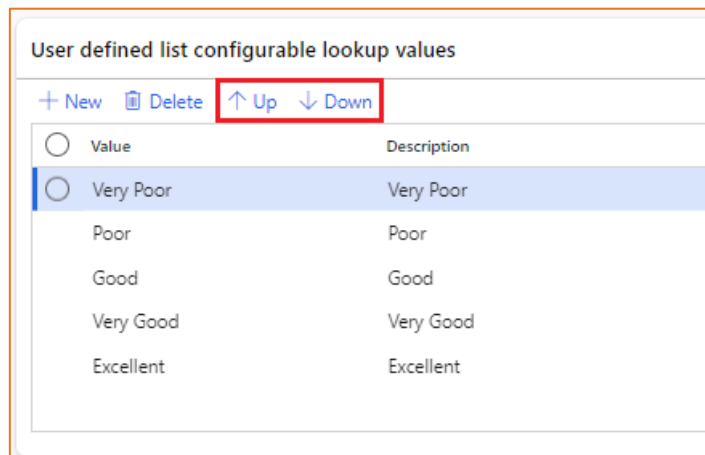 User defined list configurable lookup values
New Delete Up Down
Value Description
Very Poor Very Poor
Poor Poor
Good Good
Very Good Very Good
Excellent Excellent